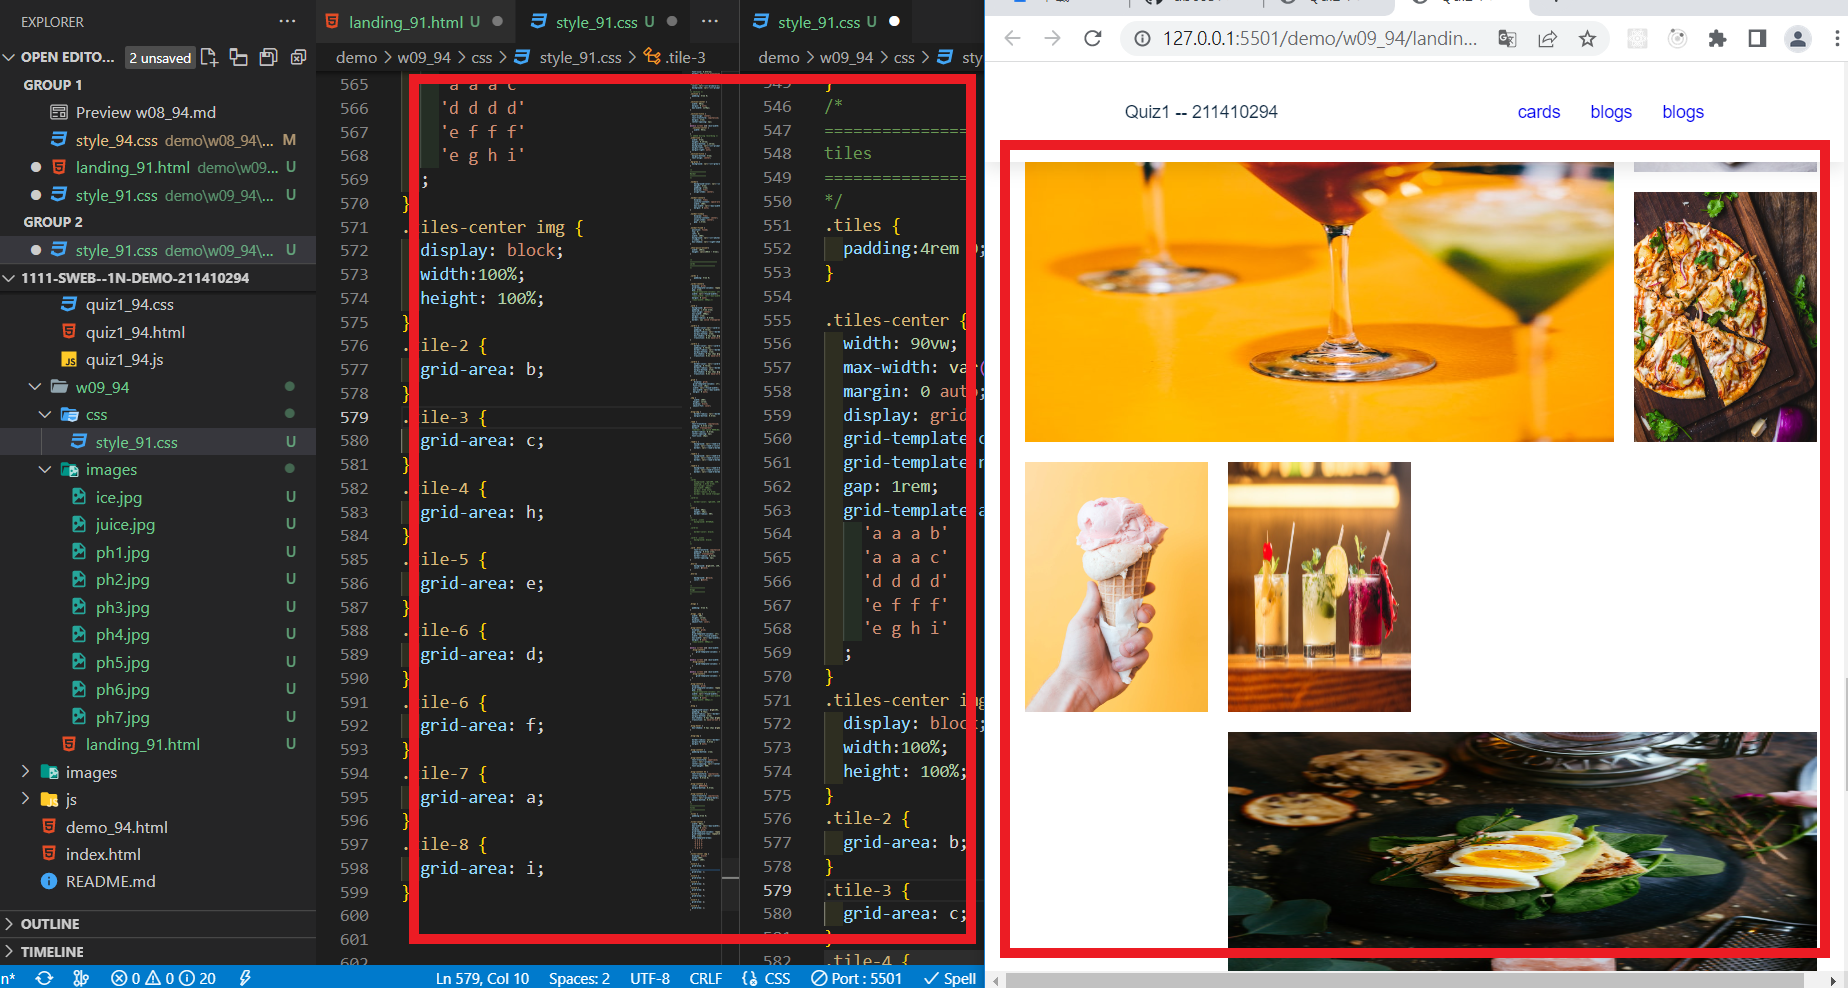 EXPLORER
OPEN EDITO... 2 unsaved
GROUP 1
Preview w08_94.md
style_94.css demo\w08_94\... M
landing_91.html demo\w09... U
style_91.css demo\w09_94\... U
GROUP 2
style_91.css demo\w09_94\... U
1111-SWEB--1N-DEMO-211410294
quiz1_94.css
quiz1_94.html
JS quiz1_94.js
w09_94
css
style_91.css U
images
ice.jpg U
juice.jpg U
ph1.jpg U
ph2.jpg U
ph3.jpg U
ph4.jpg U
ph5.jpg U
ph6.jpg U
ph7.jpg U
landing_91.html U
images
js
demo_94.html
index.html
README.md
OUTLINE
TIMELINE
landing_91.html U
style_91.css U
demo > w09_94 > css > style_91.css > .tile-3
565 'a a a c'
566 'd d d d'
567 'e f f f'
568 'e g h i'
569 ;
570 }
571 . iles-center img {
572 display: block;
573 width:100%;
574 height: 100%;
575 }
576 . ile-2 {
577 grid-area: b;
578 }
579 . ile-3 {
580 grid-area: c;
581 }
582 . ile-4 {
583 grid-area: h;
584 }
585 . ile-5 {
586 grid-area: e;
587 }
588 . ile-6 {
589 grid-area: d;
590 }
591 . ile-6 {
592 grid-area: f;
593 }
594 . ile-7 {
595 grid-area: a;
596 }
597 . ile-8 {
598 grid-area: i;
599 }
600
601
602
style_91.css U
demo > w09_94 > css > sty
545 }
546 /*
547 ===============
548 tiles
549 ===============
550 */
551 .tiles {
552 padding:4rem 0;
553 }
554
555 .tiles-center {
556 width: 90vw;
557 max-width: var(
558 margin: 0 auto;
559 display: grid
560 grid-template
561 grid-template
562 gap: 1rem;
563 grid-template
564 'a a a b'
565 'a a a c'
566 'd d d d'
567 'e f f f'
568 'e g h i'
569 ;
570 }
571 .tiles-center im
572 display: block;
573 width:100%;
574 height: 100%;
575 }
576 .tile-2 {
577 grid-area: b;
578 }
579 .tile-3 {
580 grid-area: c;
581 }
582 .tile-4 {
n* 0 0 20 Ln 579, Col 10 Spaces: 2 UTF-8 CRLF CSS Port : 5501 Spell
127.0.0.1:5501/demo/w09_94/landin...
Quiz1 -- 211410294
cards blogs blogs